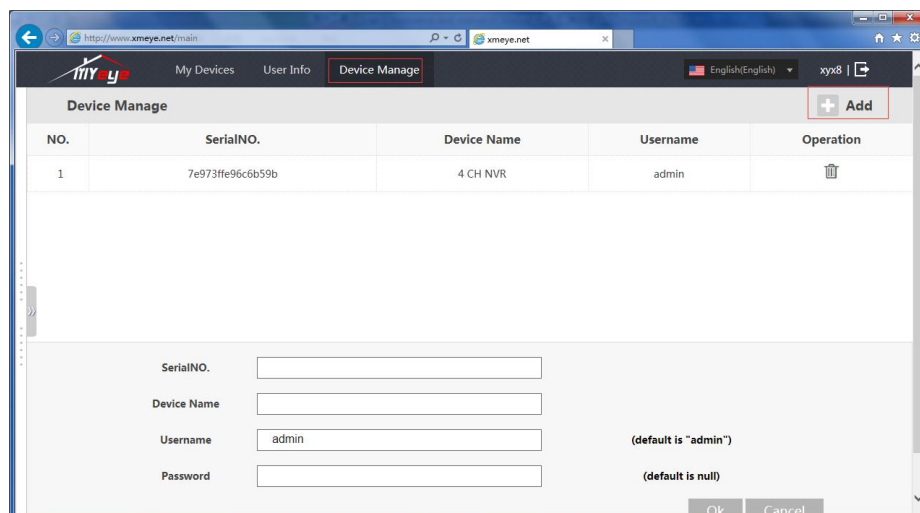 http://www.xmeye.net/main xmeye.net
myeye My Devices User Info Device Manage English(English) xyx8
Device Manage Add
NO. SerialNO. Device Name Username Operation
1 7e973ffe96c6b59b 4 CH NVR admin
SerialNO.
Device Name
Username admin (default is "admin")
Password (default is null)
Ok Cancel